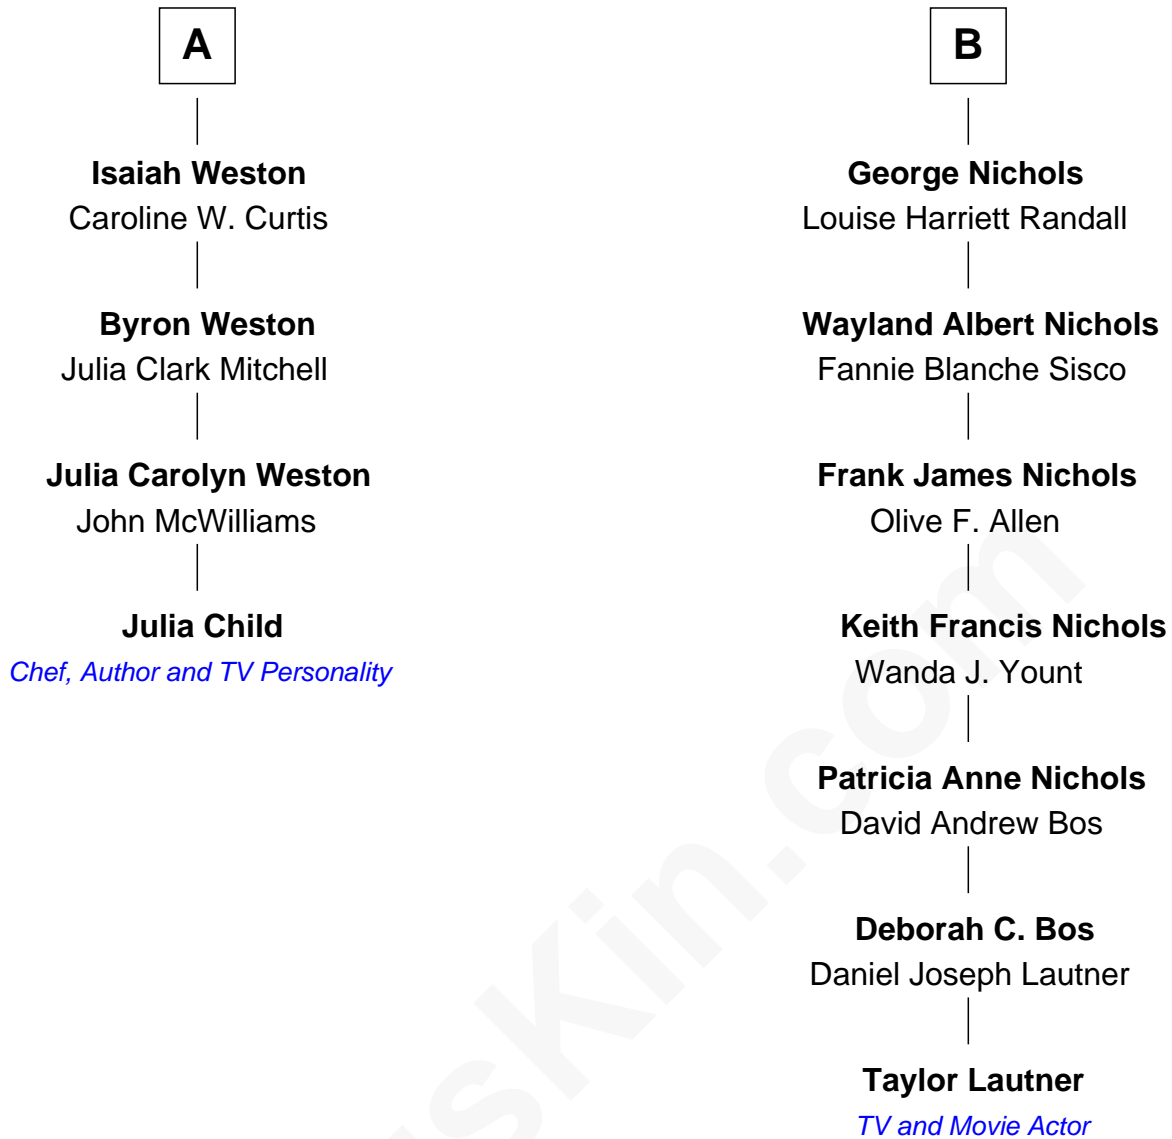 A
Isaiah Weston
Caroline W. Curtis
Byron Weston
Julia Clark Mitchell
Julia Carolyn Weston
John McWilliams
Julia Child
Chef, Author and TV Personality
B
George Nichols
Louise Harriett Randall
Wayland Albert Nichols
Fannie Blanche Sisco
Frank James Nichols
Olive F. Allen
Keith Francis Nichols
Wanda J. Yount
Patricia Anne Nichols
David Andrew Bos
Deborah C. Bos
Daniel Joseph Lautner
Taylor Lautner
TV and Movie Actor
sKin.com